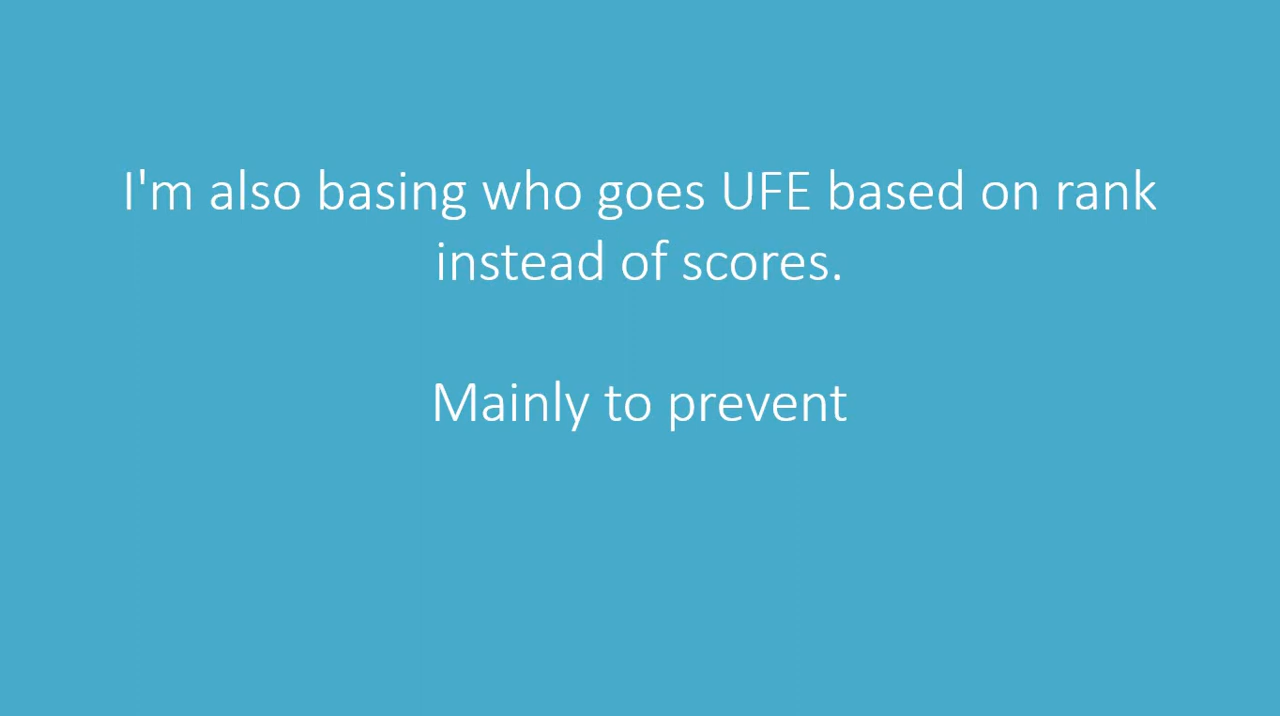 I'm also basing who goes UFE based on rank
instead of scores.
Mainly to prevent